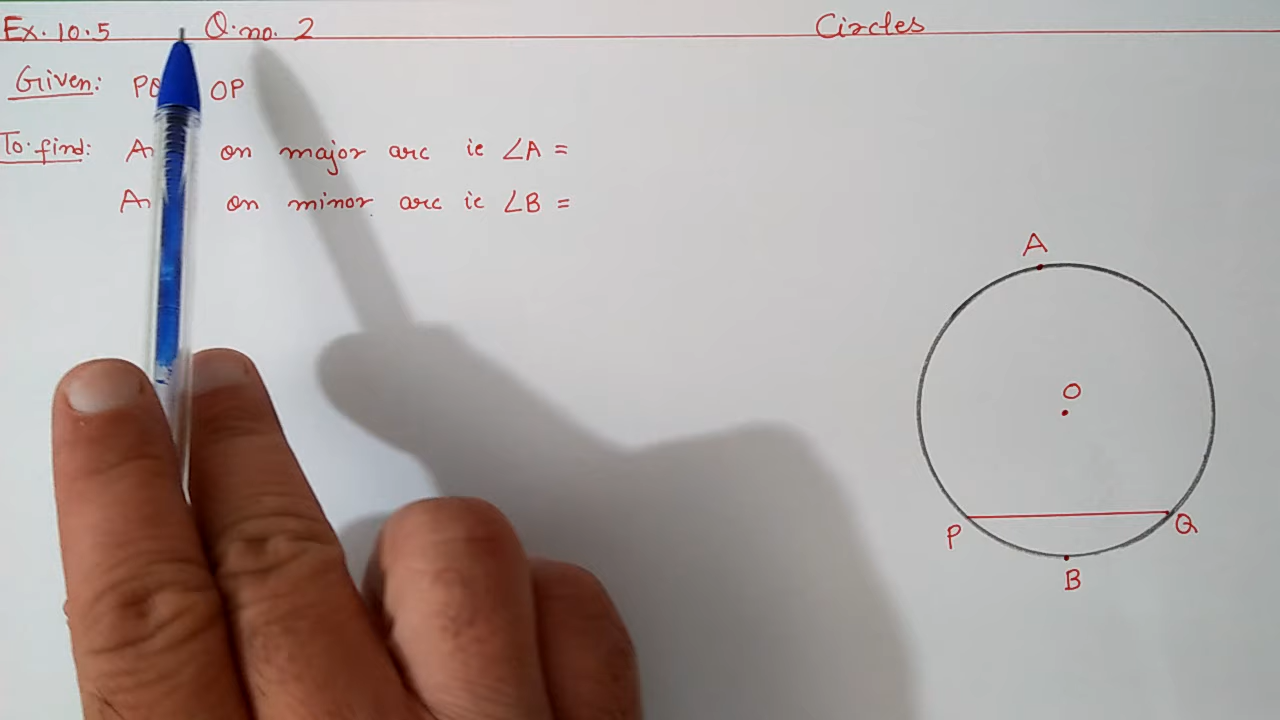 Ex. 10.5 Q. no. 2 Circles
Given: OP
To find: on major arc ie ∠A =
on minor arc ie ∠B =
A
O
P Q
B